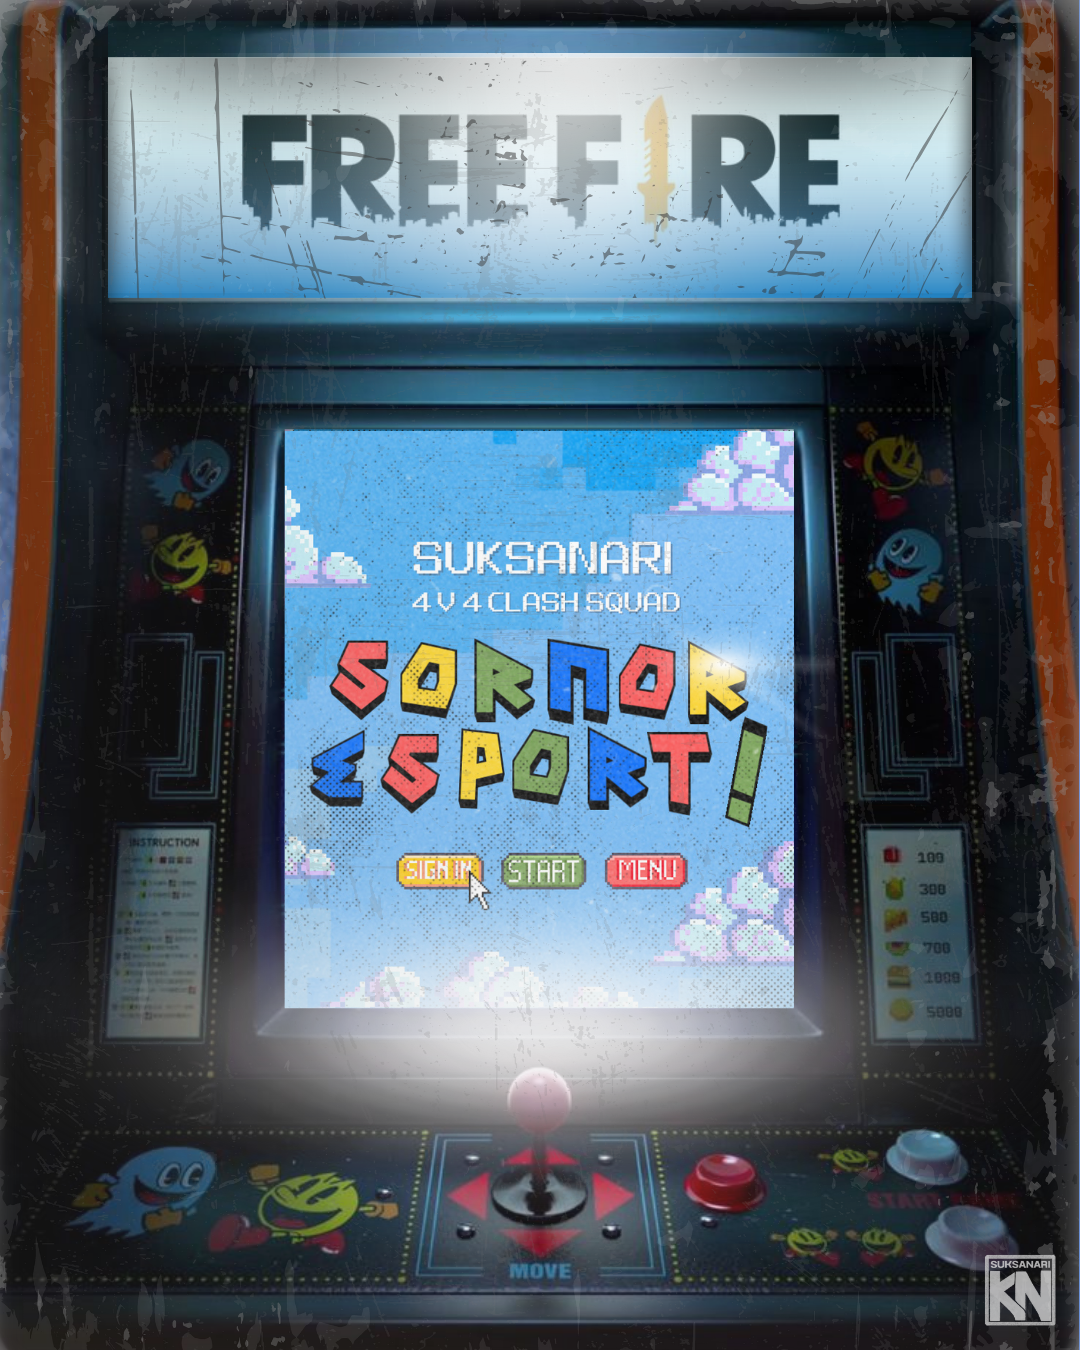 FREE FIRE
SUKSANARI
4 V 4 CLASH SQUAD
SORNOR
ESPORT!
SIGN IN
START
MENU
INSTRUCTION
100
300
500
700
1000
5000
START
MOVE
SUKSANARI
KN